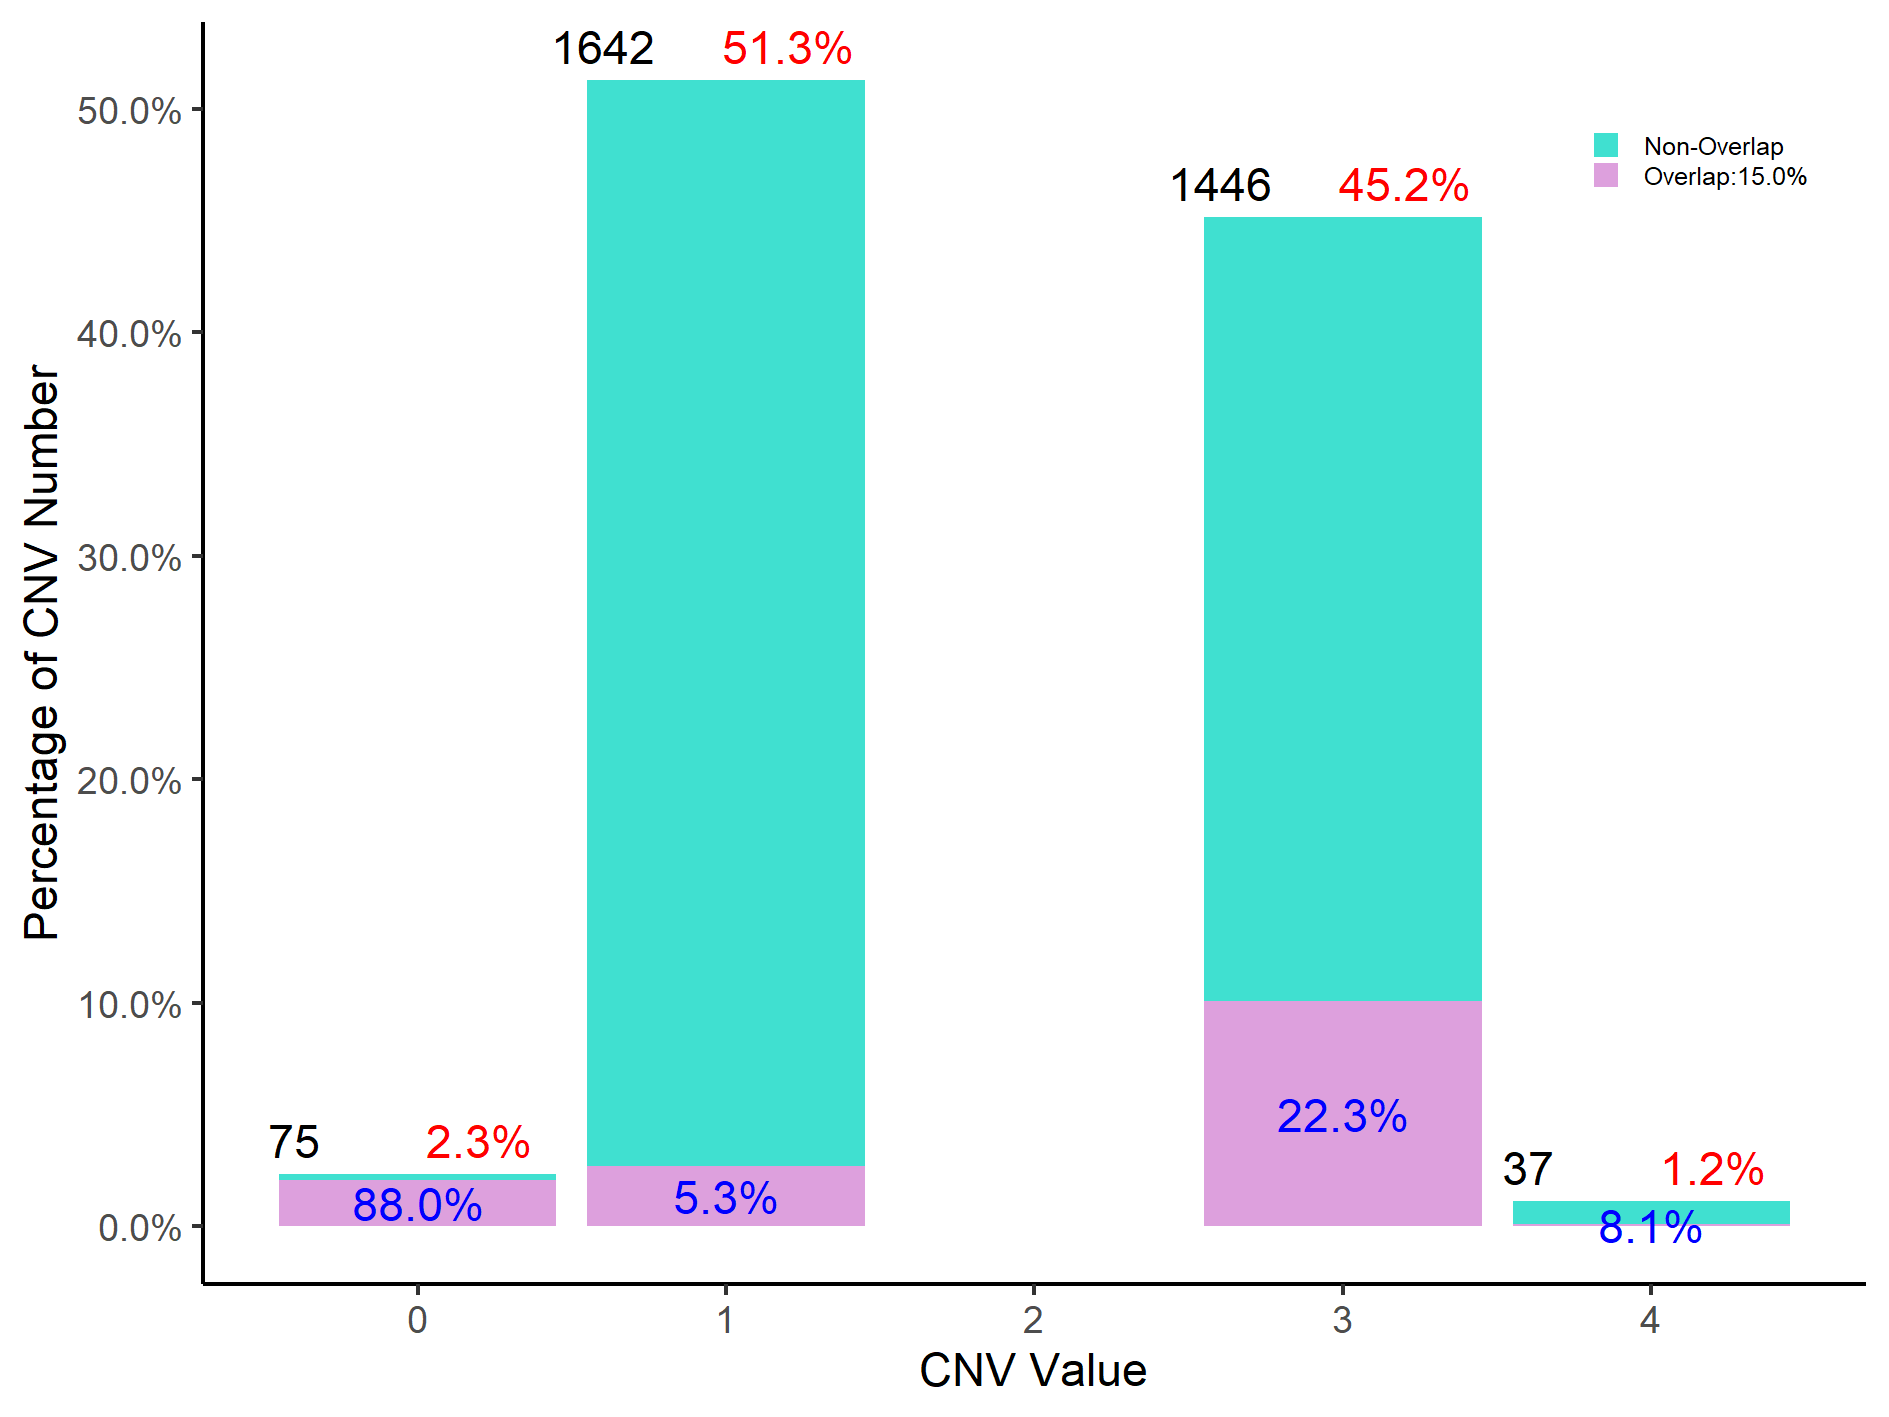 1642 51.3%
50.0%
Non-Overlap
Overlap:15.0%
1446 45.2%
40.0%
30.0%
20.0%
10.0%
22.3%
75 2.3%
37 1.2%
88.0%
5.3%
8.1%
0.0%
0 1 2 3 4
CNV Value
Percentage of CNV Number